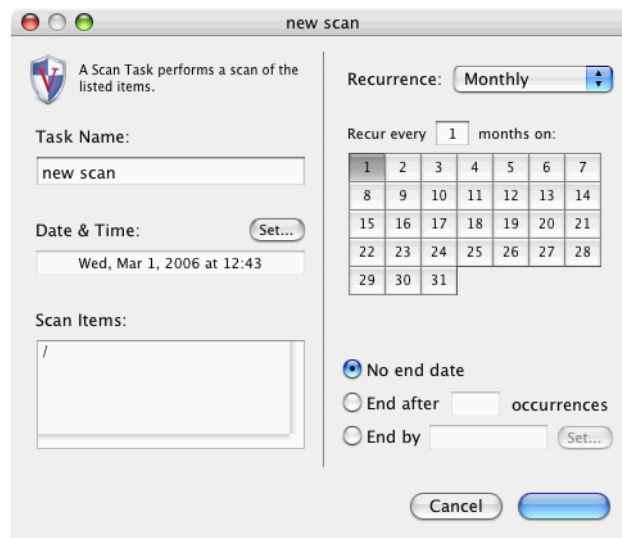 new scan
A Scan Task performs a scan of the
listed items.
Task Name:
new scan
Date & Time:
Set...
Wed, Mar 1, 2006 at 12:43
Scan Items:
/
Recurrence: Monthly
Recur every 1 months on:
1 2 3 4 5 6 7
8 9 10 11 12 13 14
15 16 17 18 19 20 21
22 23 24 25 26 27 28
29 30 31
No end date
End after occurrences
End by Set...
Cancel